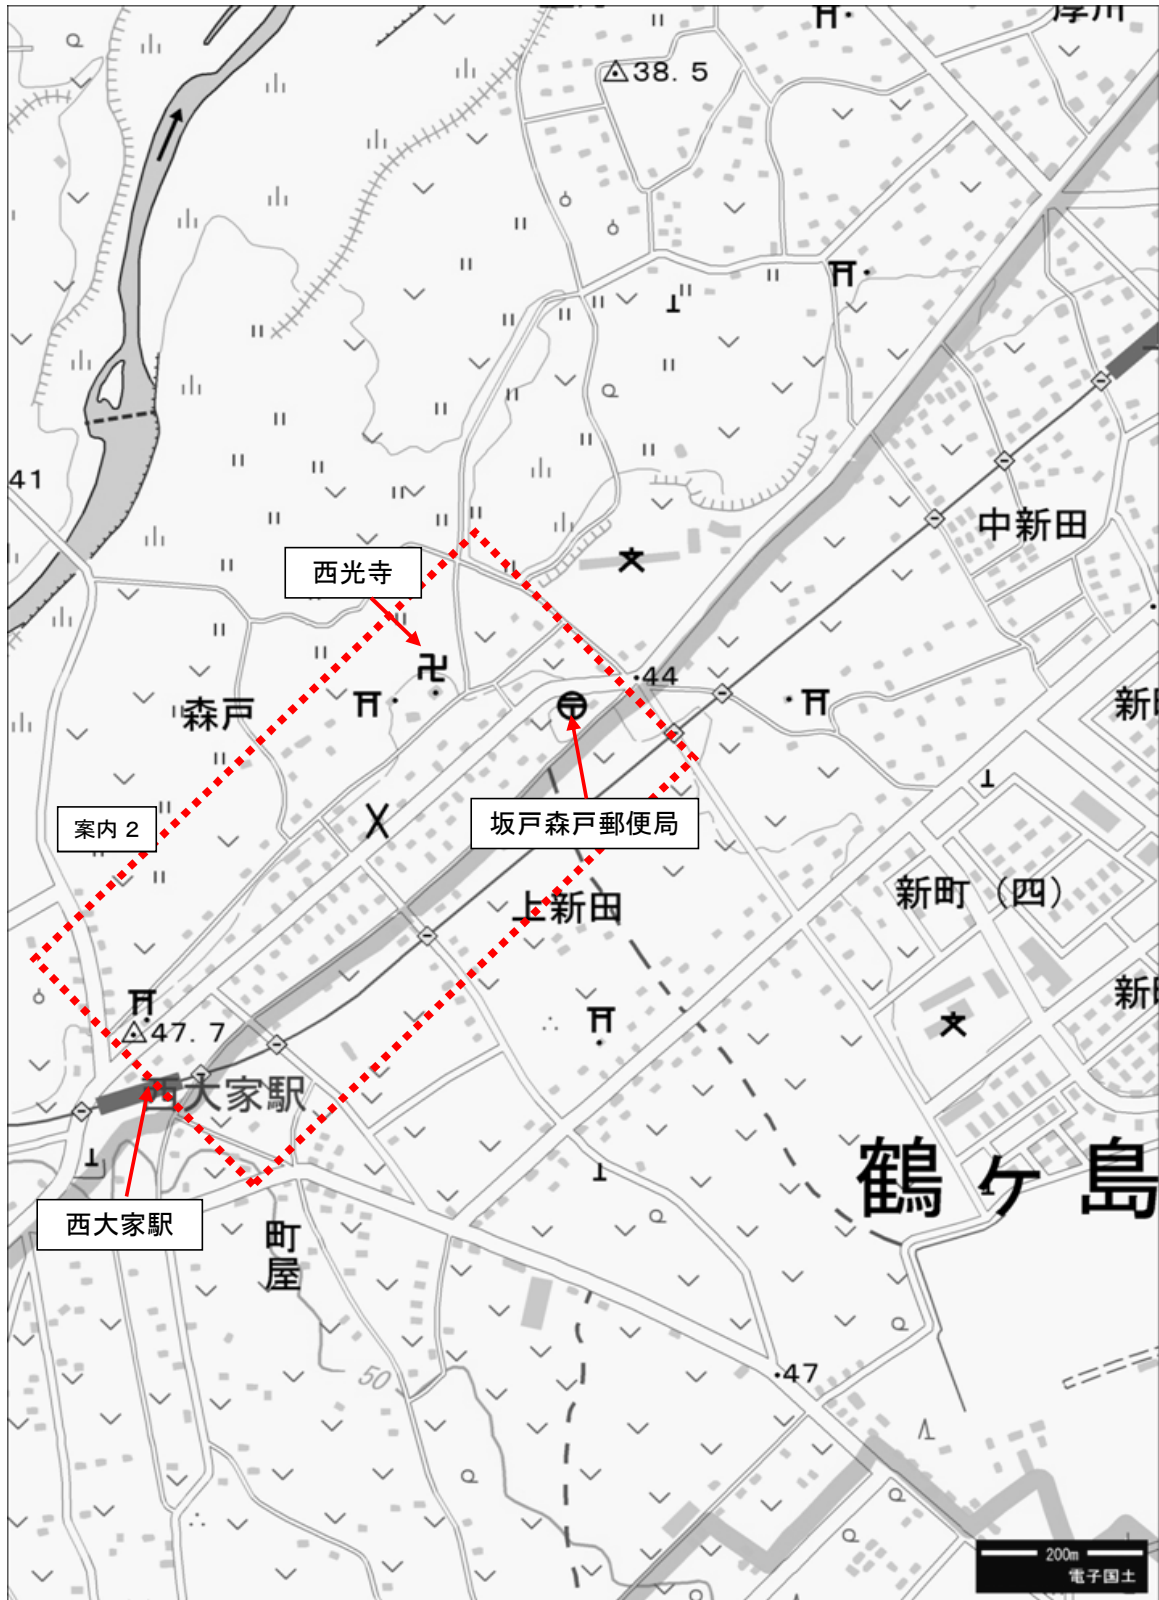 摩川
38.5
41
中新田
西光寺
44
森戸
新町
坂戸森戸郵便局
案内２
上新田
新町（四）
47.7
西大家駅
鶴ヶ島
西大家駅
町屋
50
47
200m
電子国土